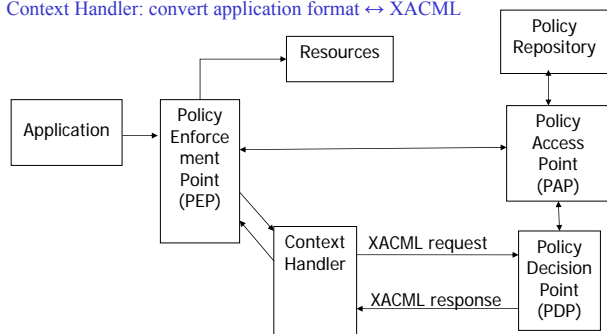 Context Handler: convert application format ↔ XACML
Policy
Repository
Resources
Application
Policy
Enforce
ment
Point
(PEP)
Policy
Access
Point
(PAP)
Context
Handler
XACML request
XACML response
Policy
Decision
Point
(PDP)